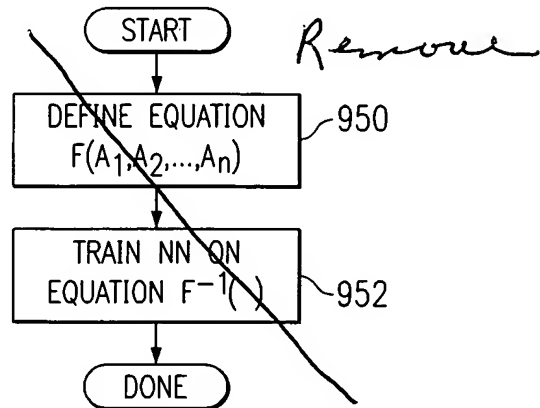 START
Remove
DEFINE EQUATION
F(A₁,A₂,...,Aₙ)
950
TRAIN NN ON
EQUATION F⁻¹( )
952
DONE